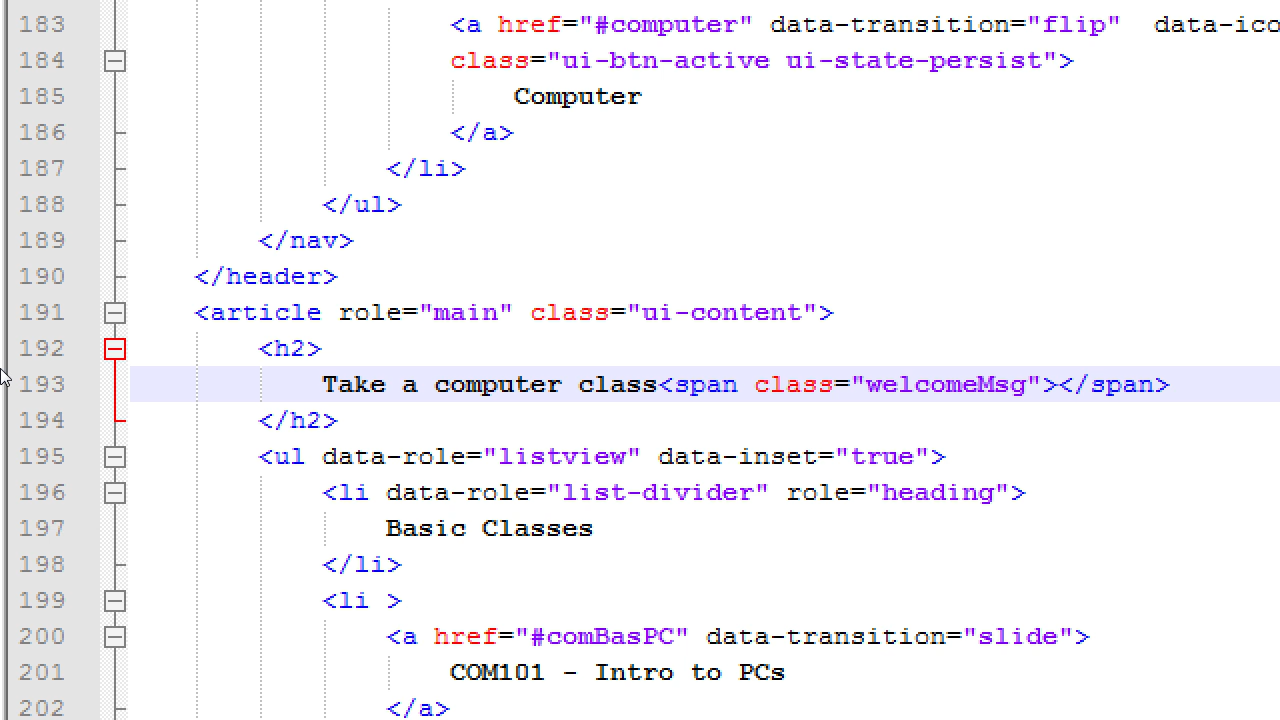 183 <a href="#computer" data-transition="flip"  data-ico
184 class="ui-btn-active ui-state-persist">
185 Computer
186 </a>
187 </li>
188 </ul>
189 </nav>
190 </header>
191 <article role="main" class="ui-content">
192 <h2>
193 Take a computer class<span class="welcomeMsg"></span>
194 </h2>
195 <ul data-role="listview" data-inset="true">
196 <li data-role="list-divider" role="heading">
197 Basic Classes
198 </li>
199 <li >
200 <a href="#comBasPC" data-transition="slide">
201 COM101 - Intro to PCs
202 </a>